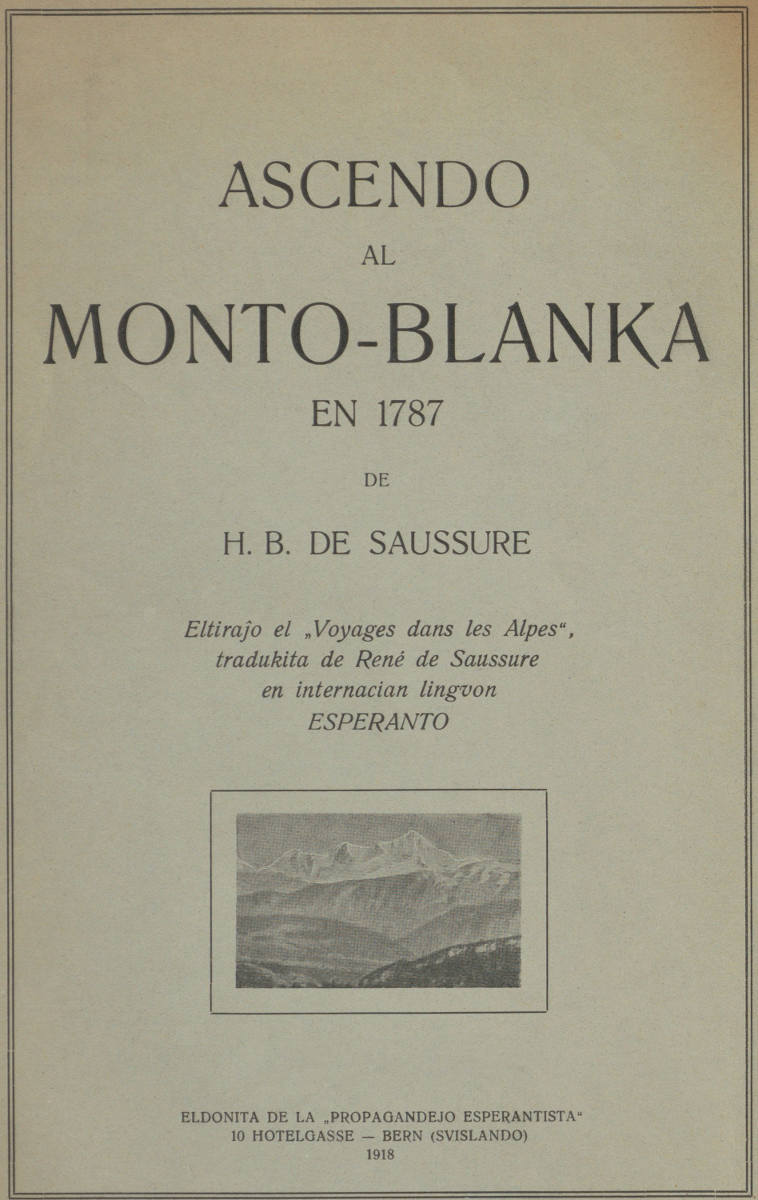 ASCENDO
AL
MONTO-BLANKA
EN 1787
DE
H. B. DE SAUSSURE
Eltiraĵo el „Voyages dans les Alpes“,
tradukita de René de Saussure
en internacian lingvon
ESPERANTO
ELDONITA DE LA „PROPAGANDEJO ESPERANTISTA“
10 HOTELGASSE — BERN (SVISLANDO)
1918